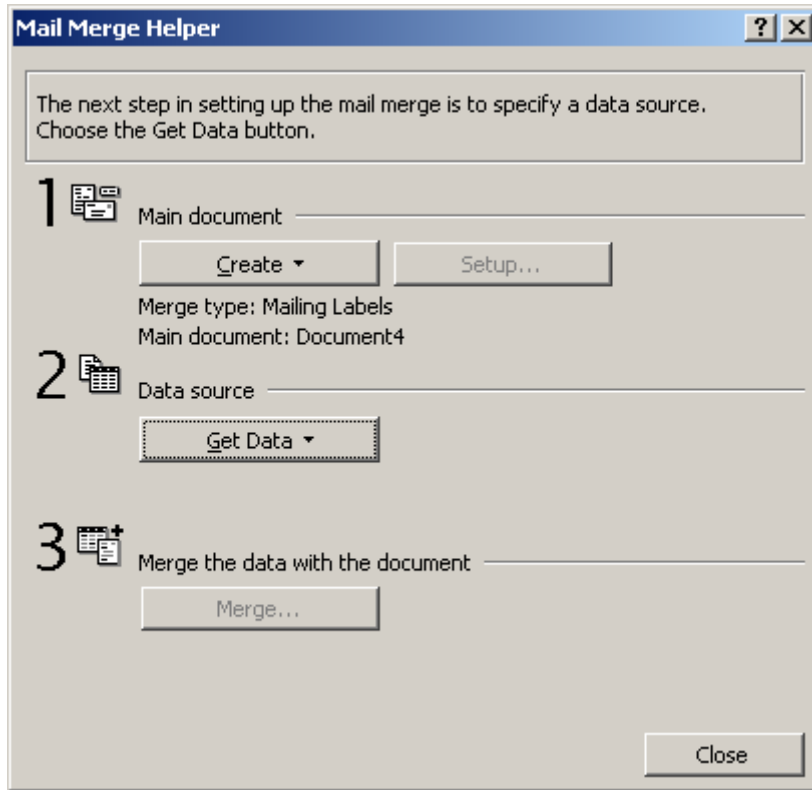 Mail Merge Helper
The next step in setting up the mail merge is to specify a data source.
Choose the Get Data button.
1 Main document
Create
Setup...
Merge type: Mailing Labels
Main document: Document4
2 Data source
Get Data
3 Merge the data with the document
Merge...
Close